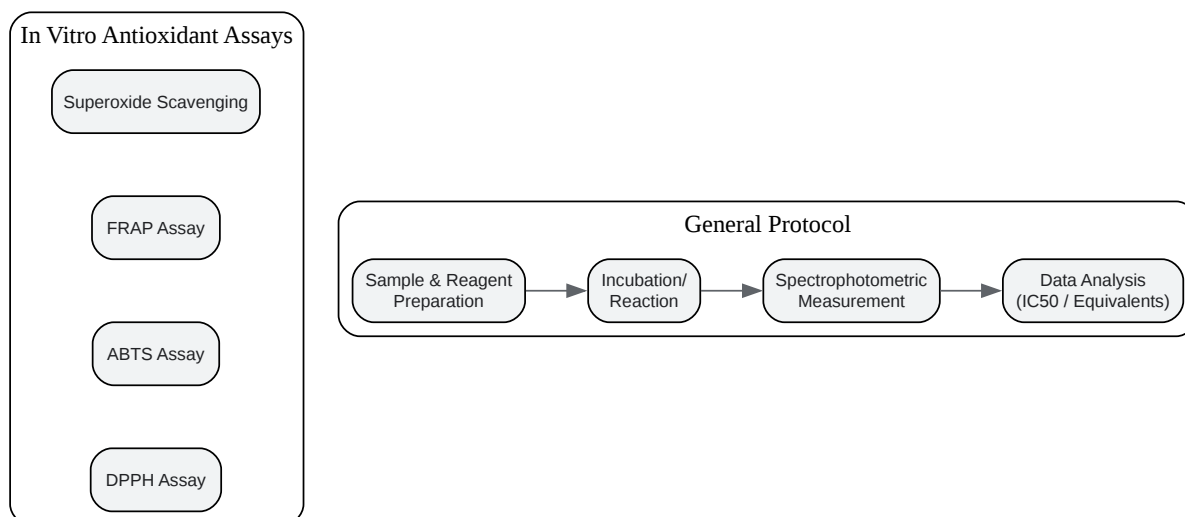 In Vitro Antioxidant Assays
Superoxide Scavenging
FRAP Assay
ABTS Assay
DPPH Assay
General Protocol
Sample & Reagent
Preparation
Incubation/
Reaction
Spectrophotometric
Measurement
Data Analysis
(IC50 / Equivalents)